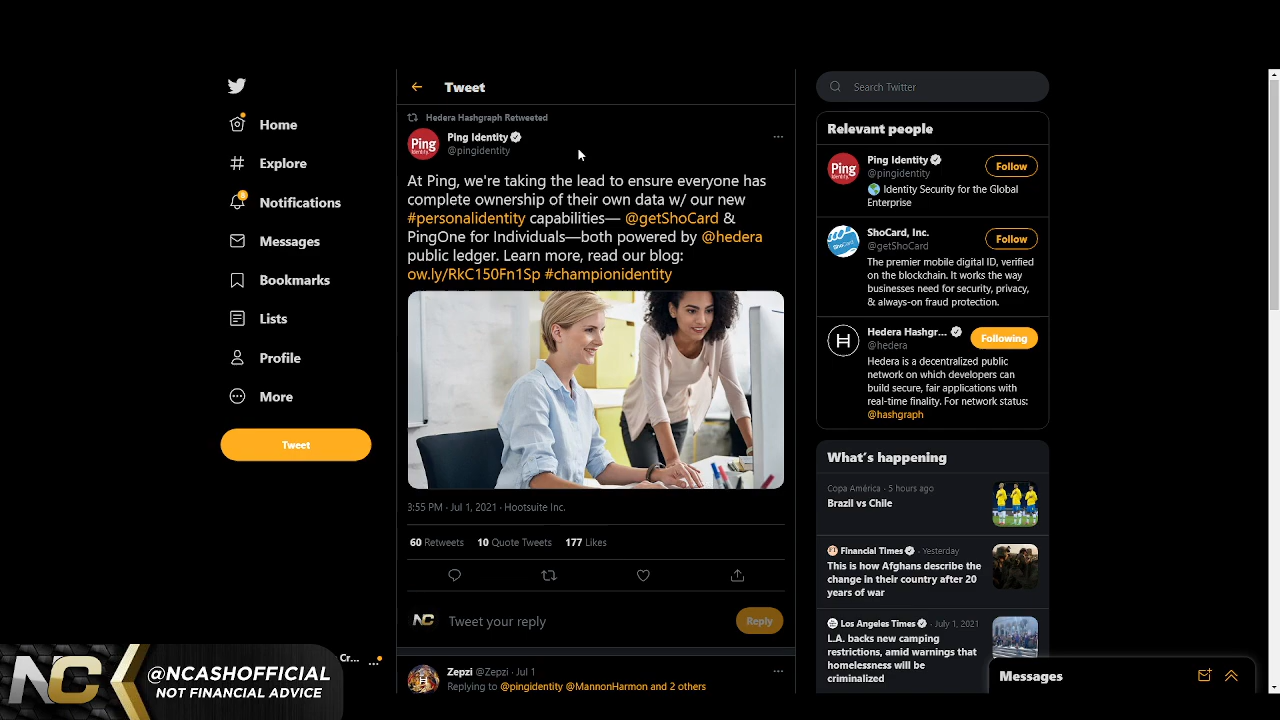 Home
Explore
6
Notifications
Messages
Bookmarks
Lists
Profile
More
Tweet
Cr...
NC
@NCASHOFFICIAL
NOT FINANCIAL ADVICE
Tweet
Hedera Hashgraph Retweeted
Ping
Identity
Ping Identity
@pingidentity
At Ping, we're taking the lead to ensure everyone has
complete ownership of their own data w/ our new
#personalidentity capabilities— @getShoCard &
PingOne for Individuals—both powered by @hedera
public ledger. Learn more, read our blog:
ow.ly/RkC150Fn1Sp #championidentity
3:55 PM · Jul 1, 2021 · Hootsuite Inc.
60 Retweets 10 Quote Tweets 177 Likes
NC
Tweet your reply
Reply
Zepzi @Zepzi · Jul 1
Replying to @pingidentity @MannonHarmon and 2 others
Search Twitter
Relevant people
Ping
Identity
Ping Identity
@pingidentity
Follow
Identity Security for the Global
Enterprise
ShoCard
ShoCard, Inc.
@getShoCard
Follow
The premier mobile digital ID, verified
on the blockchain. It works the way
businesses need for security, privacy,
& always-on fraud protection.
H
Hedera Hashgr...
@hedera
Following
Hedera is a decentralized public
network on which developers can
build secure, fair applications with
real-time finality. For network status:
@hashgraph
What's happening
Copa América · 5 hours ago
Brazil vs Chile
Financial Times · Yesterday
This is how Afghans describe the
change in their country after 20
years of war
Los Angeles Times · July 1, 2021
L.A. backs new camping
restrictions, amid warnings that
homelessness will be
criminalized
Messages